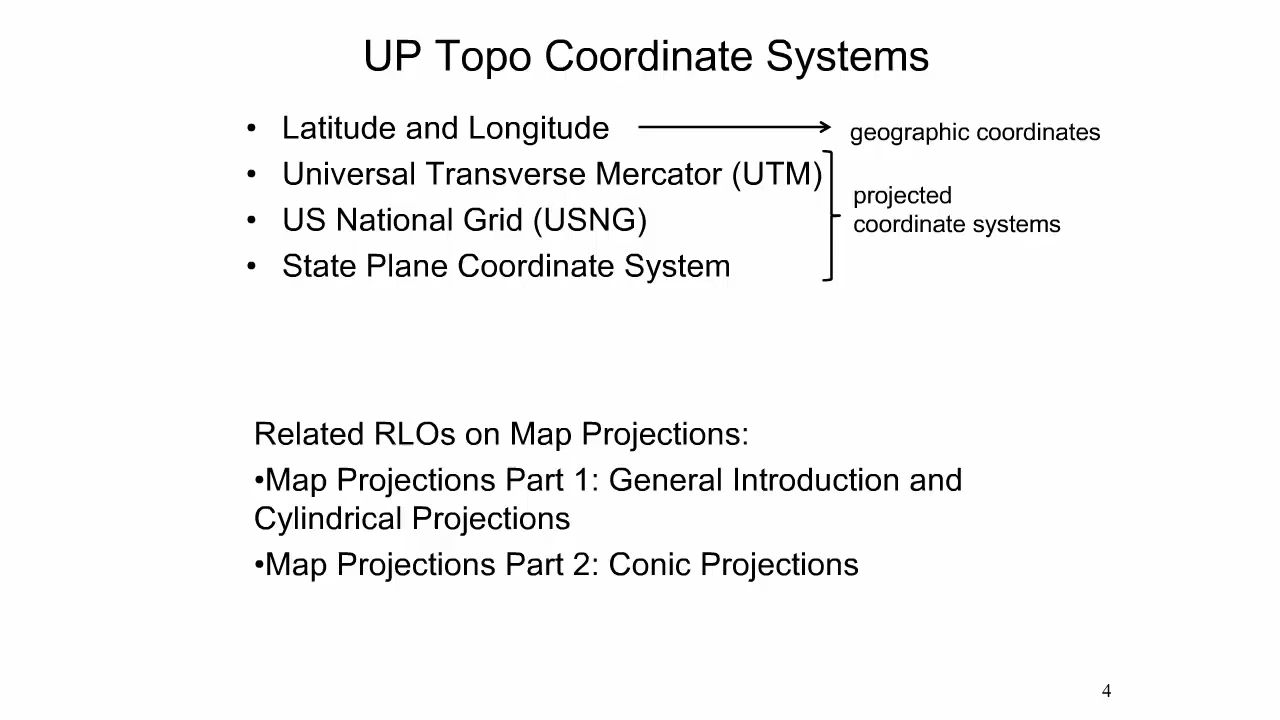 UP Topo Coordinate Systems
• Latitude and Longitude
geographic coordinates
• Universal Transverse Mercator (UTM)
• US National Grid (USNG)
• State Plane Coordinate System
projected
coordinate systems
Related RLOs on Map Projections:
•Map Projections Part 1: General Introduction and
Cylindrical Projections
•Map Projections Part 2: Conic Projections
4